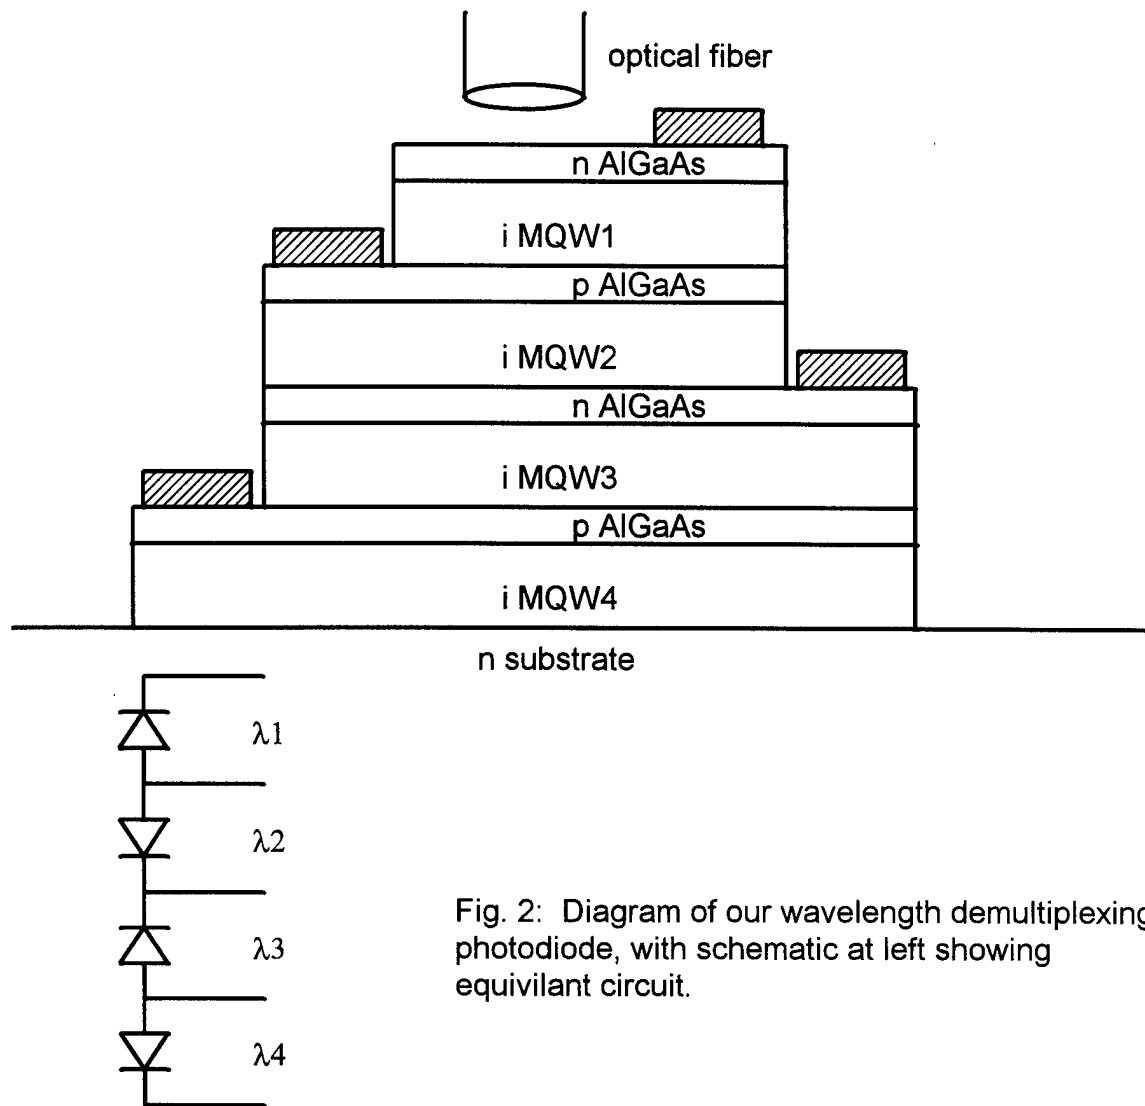 optical fiber
n AlGaAs
i MQW1
p AlGaAs
i MQW2
n AlGaAs
i MQW3
p AlGaAs
i MQW4
n substrate
λ1
λ2
λ3
λ4
Fig. 2: Diagram of our wavelength demultiplexing
photodiode, with schematic at left showing
equivilant circuit.